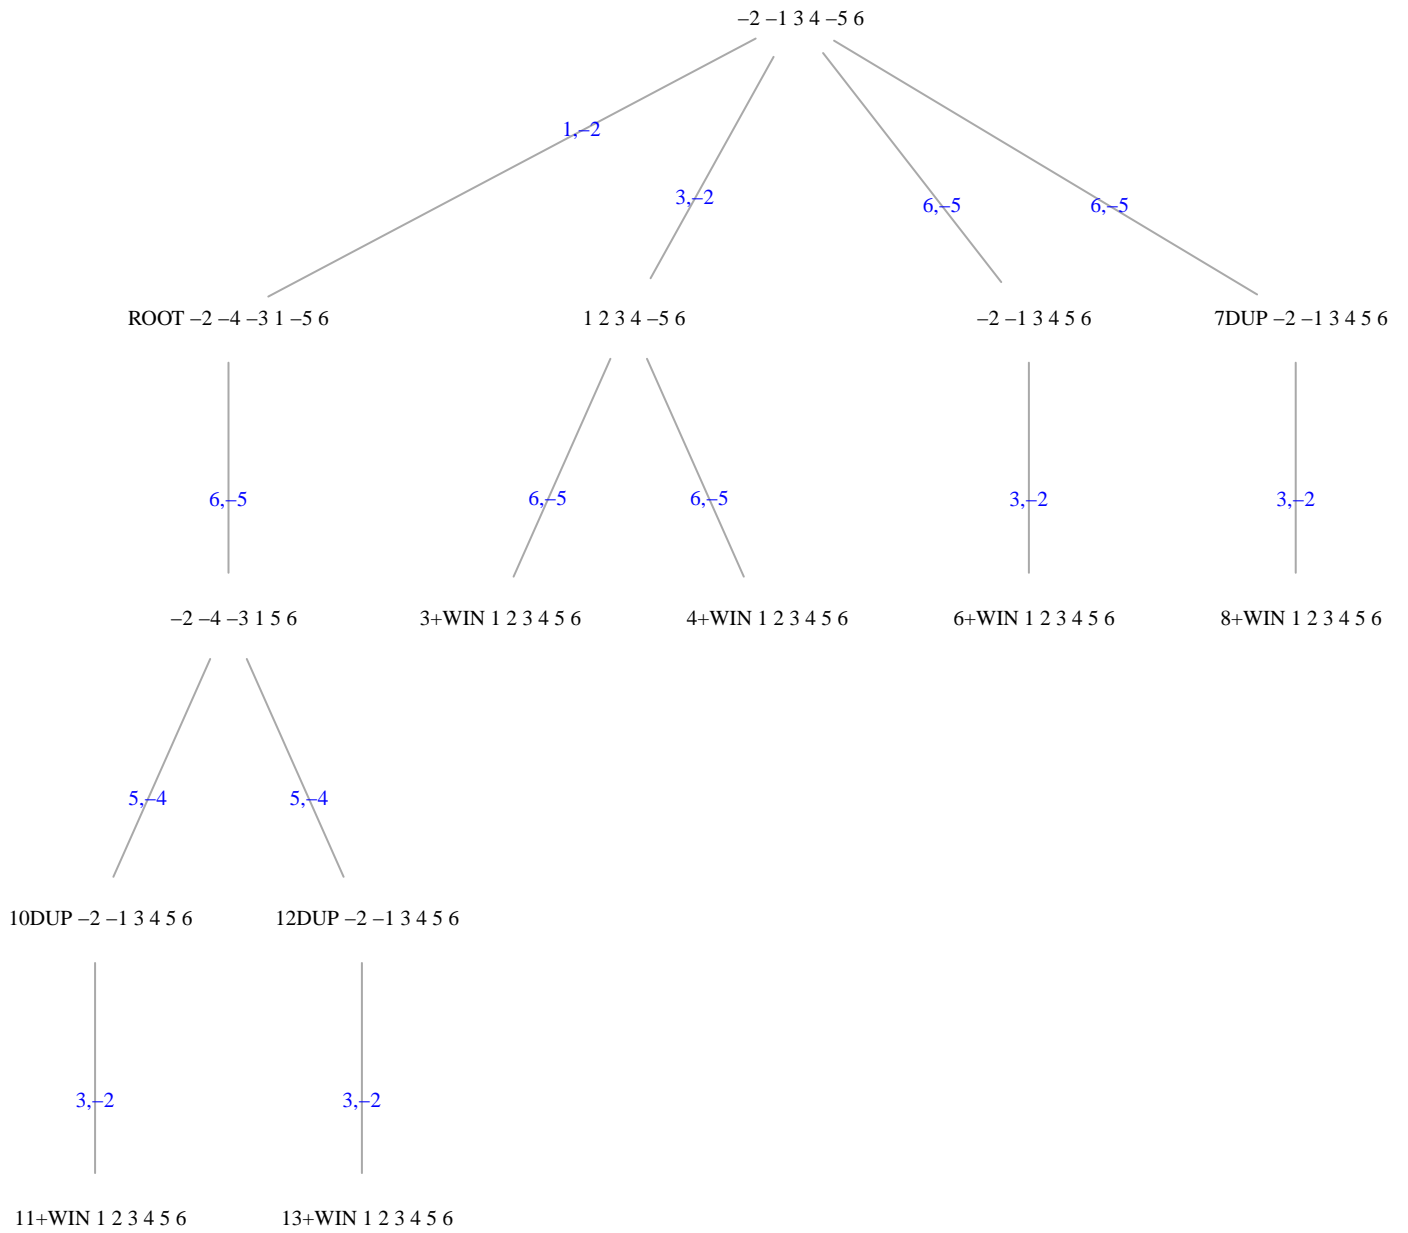 –2 –1 3 4 –5 6
1,–2
3,–2
6,–5
6,–5
ROOT –2 –4 –3 1 –5 6
1 2 3 4 –5 6
–2 –1 3 4 5 6
7DUP –2 –1 3 4 5 6
6,–5
6,–5
6,–5
3,–2
3,–2
–2 –4 –3 1 5 6
3+WIN 1 2 3 4 5 6
4+WIN 1 2 3 4 5 6
6+WIN 1 2 3 4 5 6
8+WIN 1 2 3 4 5 6
5,–4
5,–4
10DUP –2 –1 3 4 5 6
12DUP –2 –1 3 4 5 6
3,–2
3,–2
11+WIN 1 2 3 4 5 6
13+WIN 1 2 3 4 5 6